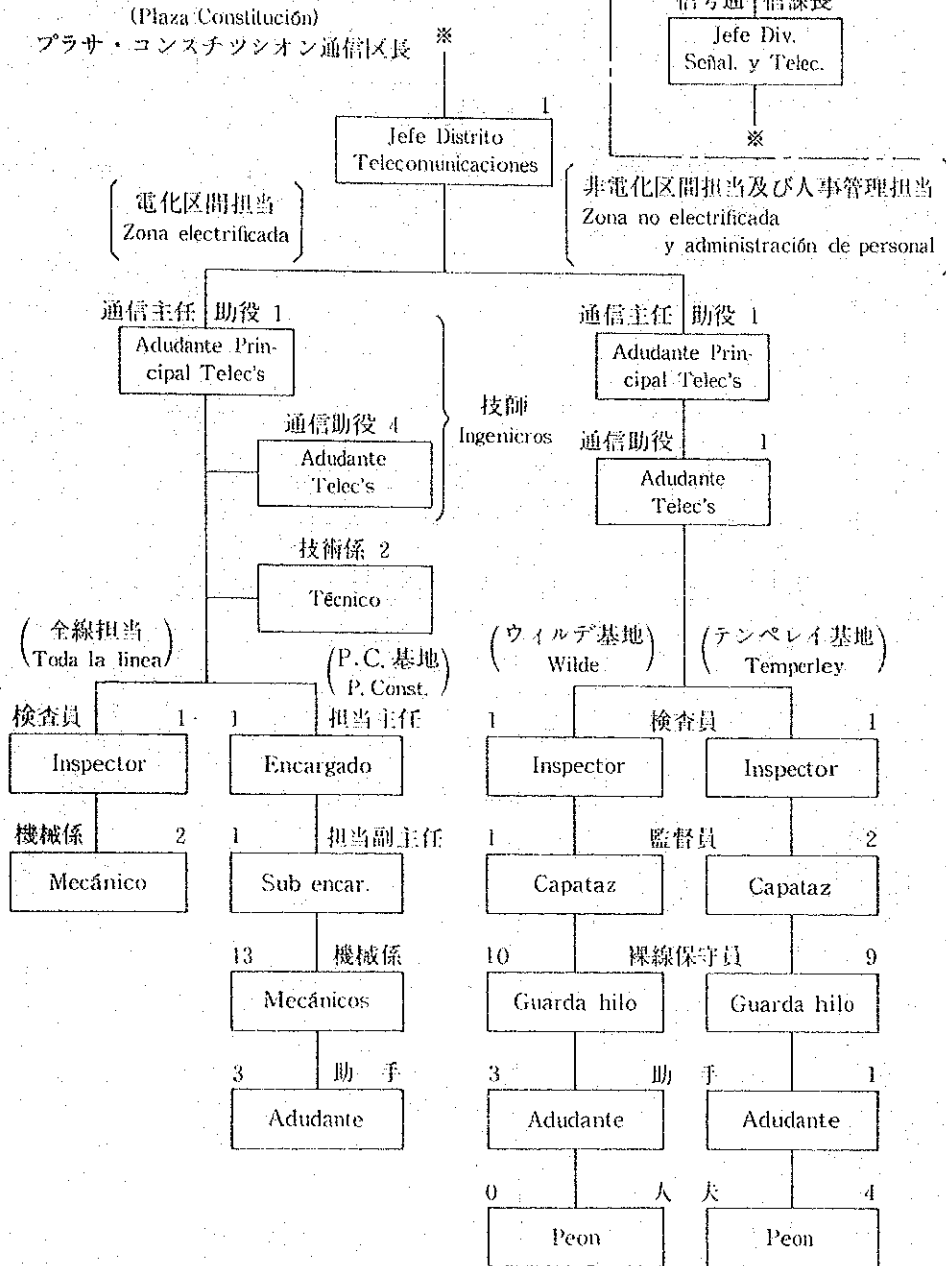 (Plaza Constitución)
プラサ・コンスチツシオン通信区長 ※
信号通信課長
Jefe Div.
Señal. y Telec.
※
1
Jefe Distrito
Telecomunicaciones
電化区間担当
Zona electrificada
非電化区間担当及び人事管理担当
Zona no electrificada
y administración de personal
通信主任助役 1
Adudante Prin-
cipal Telec's
通信助役 4
Adudante
Telec's
技師
Ingenieros
技術係 2
Técnico
通信主任助役 1
Adudante Prin-
cipal Telec's
通信助役 1
Adudante
Telec's
(全線担当)
(Toda la linea)
(P.C.基地)
(P. Const.)
(ウィルデ基地)
Wilde
(テンペレイ基地)
Temperley
検査員 1
Inspector
機械係 2
Mecánico
1 担当主任
Encargado
1 担当副主任
Sub encar.
13 機械係
Mecánicos
3 助手
Adudante
1 検査員 1
Inspector Inspector
1 監督員 2
Capataz Capataz
10 裸線保守員 9
Guarda hilo Guarda hilo
3 助手 1
Adudante Adudante
0 人夫 4
Peon Peon